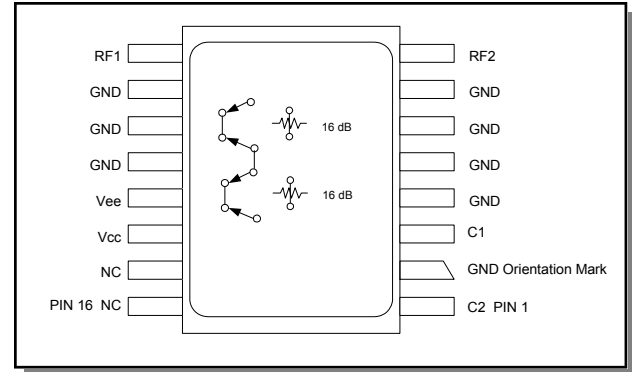 RF1 RF2
GND GND
GND 16 dB GND
GND GND
Vee 16 dB GND
Vcc C1
NC GND Orientation Mark
PIN 16 NC C2 PIN 1